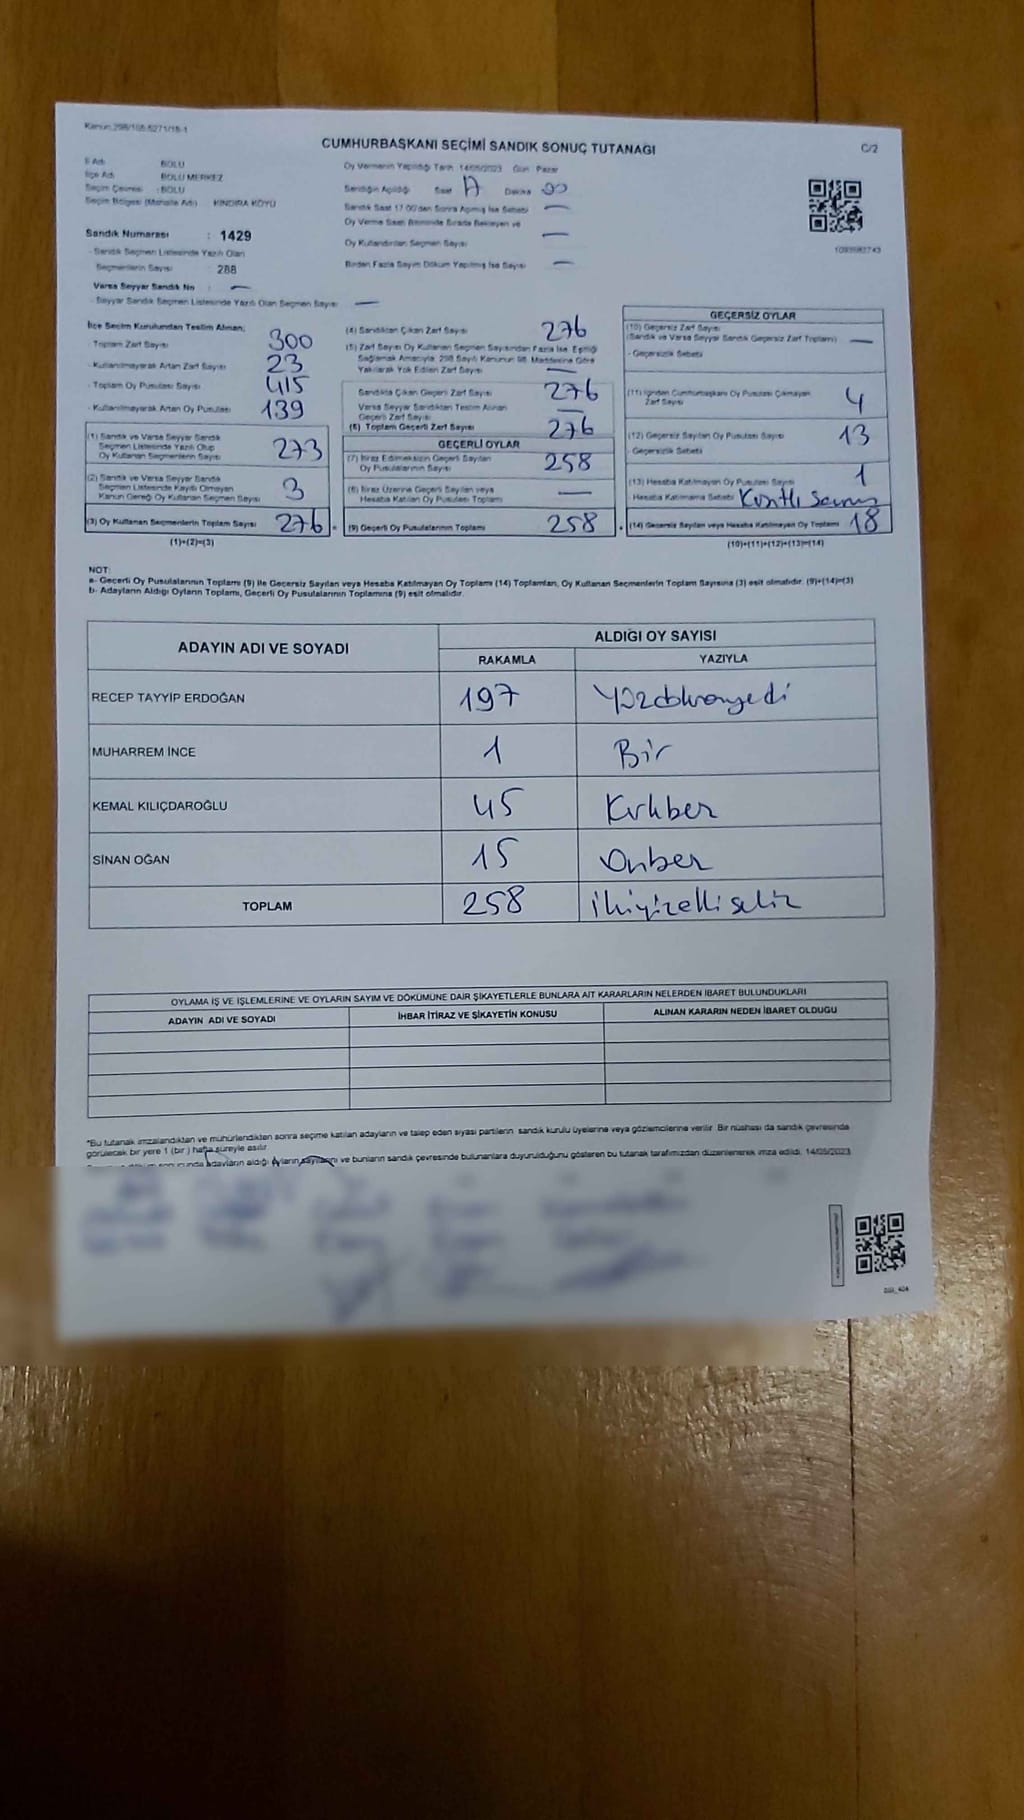 Kanun:298/105-5271/15-1
CUMHURBAŞKANI SEÇİMİ SANDIK SONUÇ TUTANAĞI
C/2
İl Adı : BOLU
İlçe Adı : BOLU MERKEZ
Seçim Çevresi : BOLU
Seçim Bölgesi (Mahalle Adı) : KINDIRA KÖYÜ
Oy Vermenin Yapıldığı Tarih 14/05/2023 Gün Pazar
Sandığın Açıldığı Saat Dakika 00
Sandık Saat 17.00'den Sonra Açılmış İse Sebebi —
Oy Verme Saati Bitiminde Sırada Bekleyen ve
Oy Kullandırılan Seçmen Sayısı —
Birden Fazla Sayım Döküm Yapılmış İse Sayısı —
Sandık Numarası : 1429
- Sandık Seçmen Listesinde Yazılı Olan
Seçmenlerin Sayısı : 288
Varsa Seyyar Sandık No : —
- Seyyar Sandık Seçmen Listesinde Yazılı Olan Seçmen Sayısı : —
İlçe Seçim Kurulundan Teslim Alınan;
- Toplam Zarf Sayısı 300
- Kullanılmayarak Artan Zarf Sayısı 23
- Toplam Oy Pusulası Sayısı 415
- Kullanılmayarak Artan Oy Pusulası 139
(1) Sandık ve Varsa Seyyar Sandık
Seçmen Listesinde Yazılı Olup
Oy Kullanan Seçmenlerin Sayısı 273
(2) Sandık ve Varsa Seyyar Sandık
Seçmen Listesinde Kayıtlı Olmayan
Kanun Gereği Oy Kullanan Seçmen Sayısı 3
(3) Oy Kullanan Seçmenlerin Toplam Sayısı 276
(1)+(2)=(3)
(4) Sandıktan Çıkan Zarf Sayısı 276
(5) Zarf Sayısı Oy Kullanan Seçmen Sayısından Fazla İse, Eşitliği
Sağlamak Amacıyla 298 Sayılı Kanunun 98. Maddesine Göre
Yakılarak Yok Edilen Zarf Sayısı —
Sandıkta Çıkan Geçerli Zarf Sayısı 276
Varsa Seyyar Sandıktan Teslim Alınan
Geçerli Zarf Sayısı —
(6) Toplam Geçerli Zarf Sayısı 276
GEÇERLİ OYLAR
(7) İtiraz Edilmeksizin Geçerli Sayılan
Oy Pusulalarının Sayısı 258
(8) İtiraz Üzerine Geçerli Sayılan veya
Hesaba Katılan Oy Pusulası Toplamı —
(9) Geçerli Oy Pusulalarının Toplamı 258
GEÇERSİZ OYLAR
(10) Geçersiz Zarf Sayısı
(Sandık ve Varsa Seyyar Sandık Geçersiz Zarf Toplamı) —
- Geçersizlik Sebebi
(11) İçinden Cumhurbaşkanı Oy Pusulası Çıkmayan
Zarf Sayısı 4
(12) Geçersiz Sayılan Oy Pusulası Sayısı 13
- Geçersizlik Sebebi
(13) Hesaba Katılmayan Oy Pusulası Sayısı 1
Hesaba Katılmama Sebebi
(14) Geçersiz Sayılan veya Hesaba Katılmayan Oy Toplamı 18
(10)+(11)+(12)+(13)=(14)
NOT:
a- Geçerli Oy Pusulalarının Toplamı (9) ile Geçersiz Sayılan veya Hesaba Katılmayan Oy Toplamı (14) Toplamları, Oy Kullanan Seçmenlerin Toplam Sayısına (3) eşit olmalıdır. (9)+(14)=(3)
b- Adayların Aldığı Oyların Toplamı, Geçerli Oy Pusulalarının Toplamına (9) eşit olmalıdır.
ADAYIN ADI VE SOYADI
ALDIĞI OY SAYISI
RAKAMLA YAZIYLA
RECEP TAYYİP ERDOĞAN 197 Yüzdoksanyedi
MUHARREM İNCE 1 Bir
KEMAL KILIÇDAROĞLU 45 Kırkbeş
SİNAN OĞAN 15 Onbeş
TOPLAM 258 İkiyüzellisekiz
OYLAMA İŞ VE İŞLEMLERİNE VE OYLARIN SAYIM VE DÖKÜMÜNE DAİR ŞİKAYETLERLE BUNLARA AİT KARARLARIN NELERDEN İBARET BULUNDUKLARI
ADAYIN ADI VE SOYADI İHBAR İTİRAZ VE ŞİKAYETİN KONUSU ALINAN KARARIN NEDEN İBARET OLDUĞU
*Bu tutanak imzalandıktan ve mühürlendikten sonra seçime katılan adayların ve talep eden siyasi partilerin sandık kurulu üyelerine veya gözlemcilerine verilir. Bir nüshası da sandık çevresinde
görülecek bir yere 1 (bir) hafta süreyle asılır.
adayların aldığı oyların sayılarını ve bunların sandık çevresinde bulunanlara duyurulduğunu gösteren bu tutanak tarafımızdan düzenlenerek imza edildi. 14/05/2023